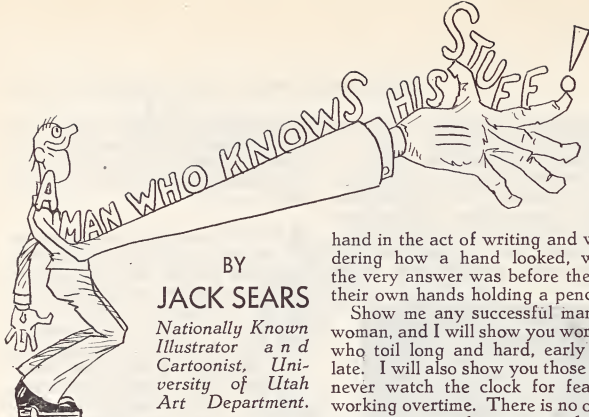 A MAN WHO KNOWS HIS STUFF!
BY
JACK SEARS
Nationally Known
Illustrator and
Cartoonist, Uni-
versity of Utah
Art Department.
hand in the act of writing and
dering how a hand looked,
the very answer was before the
their own hands holding a
Show me any successful man
woman, and I will show you
who toil long and hard, early
late. I will also show you those
never watch the clock for
working overtime. There is no